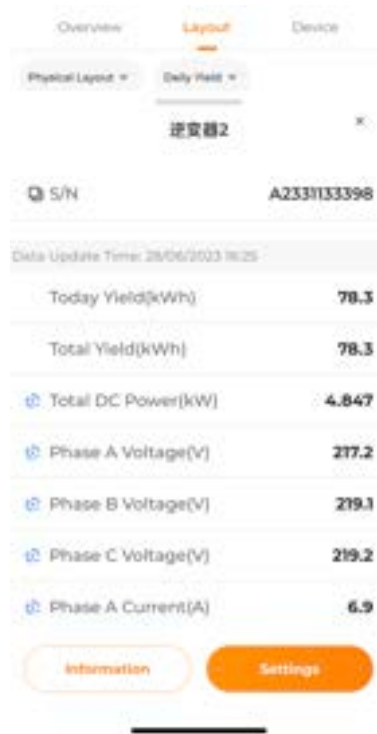 Overview Layout Device
Physical Layout Daily Yield
逆变器2
S/N A2331133398
Data Update Time: 28/06/2023 16:25
Today Yield(kWh) 78.3
Total Yield(kWh) 78.3
Total DC Power(kW) 4.847
Phase A Voltage(V) 217.2
Phase B Voltage(V) 219.1
Phase C Voltage(V) 219.2
Phase A Current(A) 6.9
Information Settings